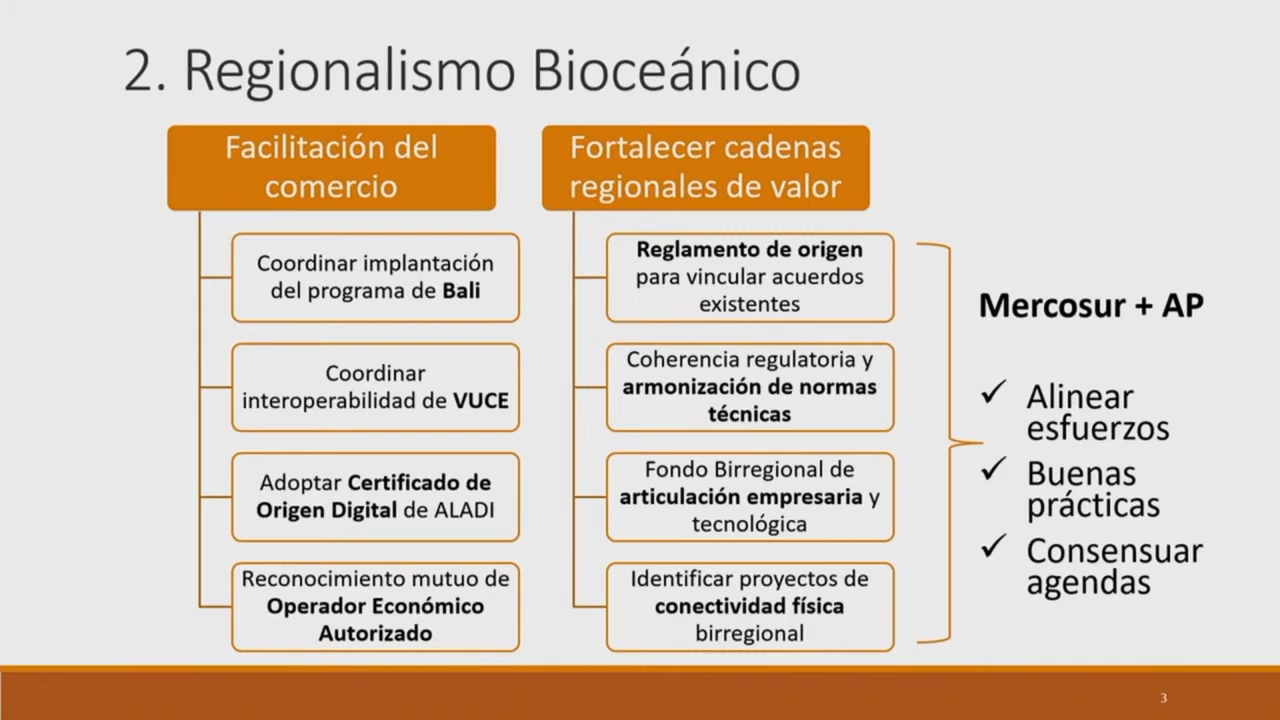 2. Regionalismo Bioceánico
Facilitación del
comercio
Coordinar implantación
del programa de Bali
Coordinar
interoperabilidad de VUCE
Adoptar Certificado de
Origen Digital de ALADI
Reconocimiento mutuo de
Operador Económico
Autorizado
Fortalecer cadenas
regionales de valor
Reglamento de origen
para vincular acuerdos
existentes
Coherencia regulatoria y
armonización de normas
técnicas
Fondo Birregional de
articulación empresaria y
tecnológica
Identificar proyectos de
conectividad física
birregional
Mercosur + AP
✓ Alinear
esfuerzos
✓ Buenas
prácticas
✓ Consensuar
agendas
3